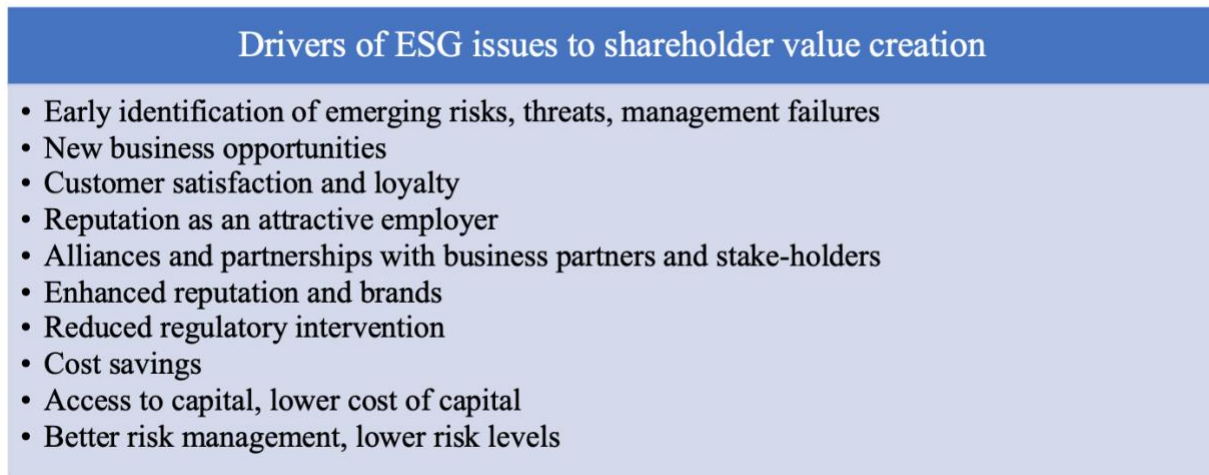 Drivers of ESG issues to shareholder value creation
• Early identification of emerging risks, threats, management failures
• New business opportunities
• Customer satisfaction and loyalty
• Reputation as an attractive employer
• Alliances and partnerships with business partners and stake-holders
• Enhanced reputation and brands
• Reduced regulatory intervention
• Cost savings
• Access to capital, lower cost of capital
• Better risk management, lower risk levels